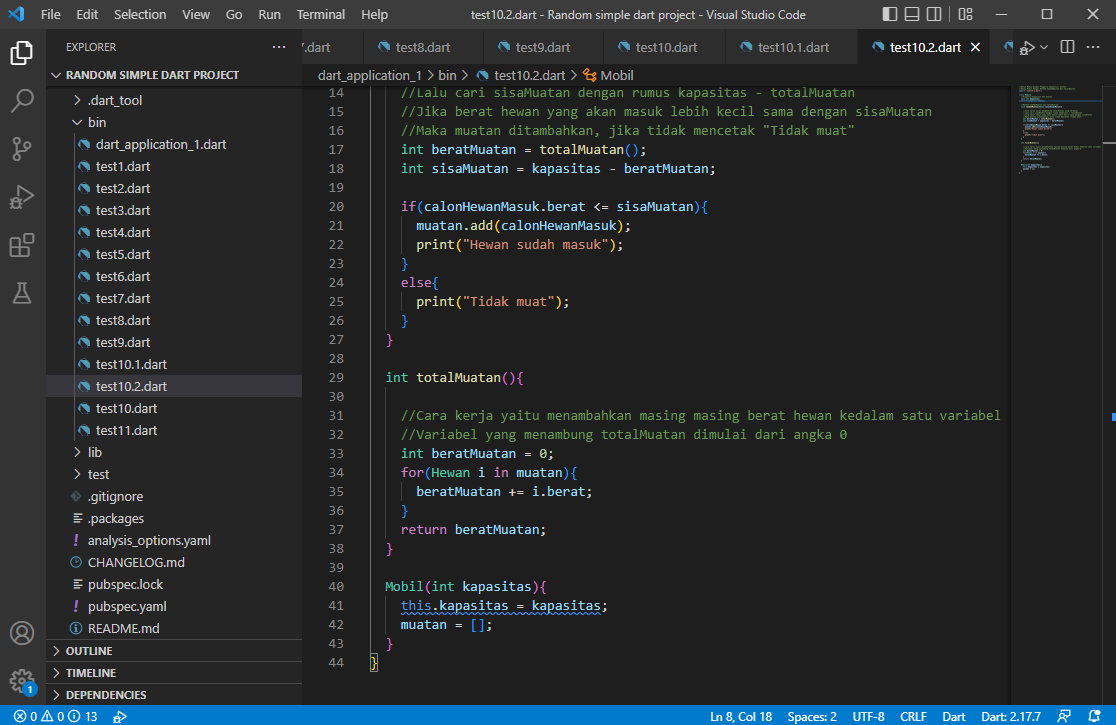 File Edit Selection View Go Run Terminal Help
test10.2.dart - Random simple dart project - Visual Studio Code
EXPLORER
.dart test8.dart test9.dart test10.dart test10.1.dart test10.2.dart
RANDOM SIMPLE DART PROJECT
dart_application_1 > bin > test10.2.dart > Mobil
.dart_tool
bin
dart_application_1.dart
test1.dart
test2.dart
test3.dart
test4.dart
test5.dart
test6.dart
test7.dart
test8.dart
test9.dart
test10.1.dart
test10.2.dart
test10.dart
test11.dart
lib
test
.gitignore
.packages
analysis_options.yaml
CHANGELOG.md
pubspec.lock
pubspec.yaml
README.md
OUTLINE
TIMELINE
DEPENDENCIES
14 //Lalu cari sisaMuatan dengan rumus kapasitas - totalMuatan
15 //Jika berat hewan yang akan masuk lebih kecil sama dengan sisaMuatan
16 //Maka muatan ditambahkan, jika tidak mencetak "Tidak muat"
17 int beratMuatan = totalMuatan();
18 int sisaMuatan = kapasitas - beratMuatan;
19
20 if(calonHewanMasuk.berat <= sisaMuatan){
21 muatan.add(calonHewanMasuk);
22 print("Hewan sudah masuk");
23 }
24 else{
25 print("Tidak muat");
26 }
27 }
28
29 int totalMuatan(){
30
31 //Cara kerja yaitu menambahkan masing masing berat hewan kedalam satu variabel
32 //Variabel yang menambung totalMuatan dimulai dari angka 0
33 int beratMuatan = 0;
34 for(Hewan i in muatan){
35 beratMuatan += i.berat;
36 }
37 return beratMuatan;
38 }
39
40 Mobil(int kapasitas){
41 this.kapasitas = kapasitas;
42 muatan = [];
43 }
44 }
1
0 0 13
Ln 8, Col 18 Spaces: 2 UTF-8 CRLF Dart Dart: 2.17.7